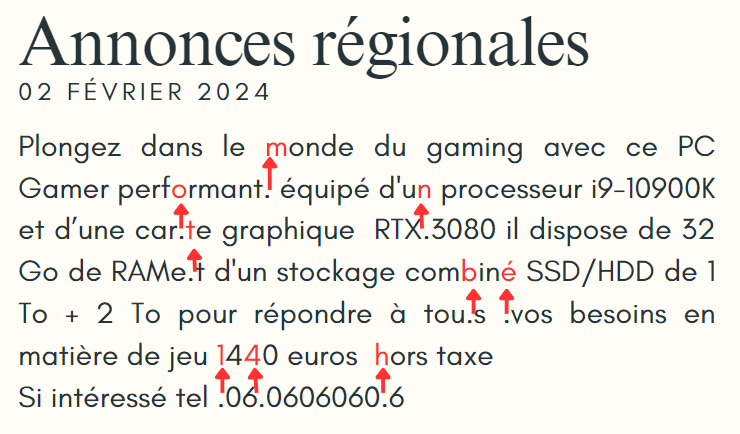 Annonces régionales
02 FÉVRIER 2024
Plongez dans le monde du gaming avec ce PC
Gamer performant. équipé d'un processeur i9-10900K
et d’une car.te graphique RTX.3080 il dispose de 32
Go de RAMe.t d'un stockage combiné SSD/HDD de 1
To + 2 To pour répondre à tou.s .vos besoins en
matière de jeu 1440 euros hors taxe
Si intéressé tel .06.0606060.6